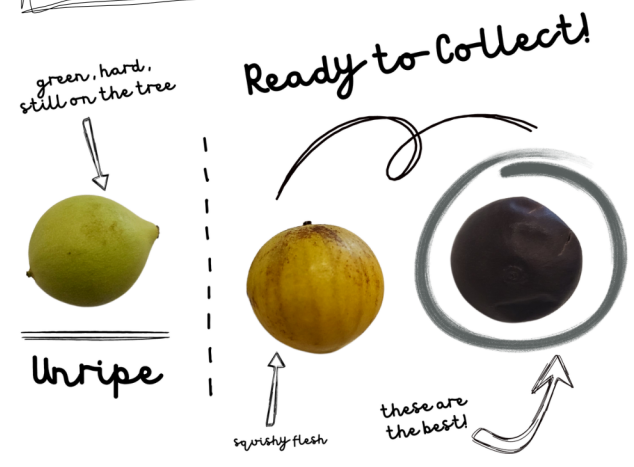 Ready to Collect!
green, hard,
still on the tree
Unripe
squishy flesh
these are
the best!